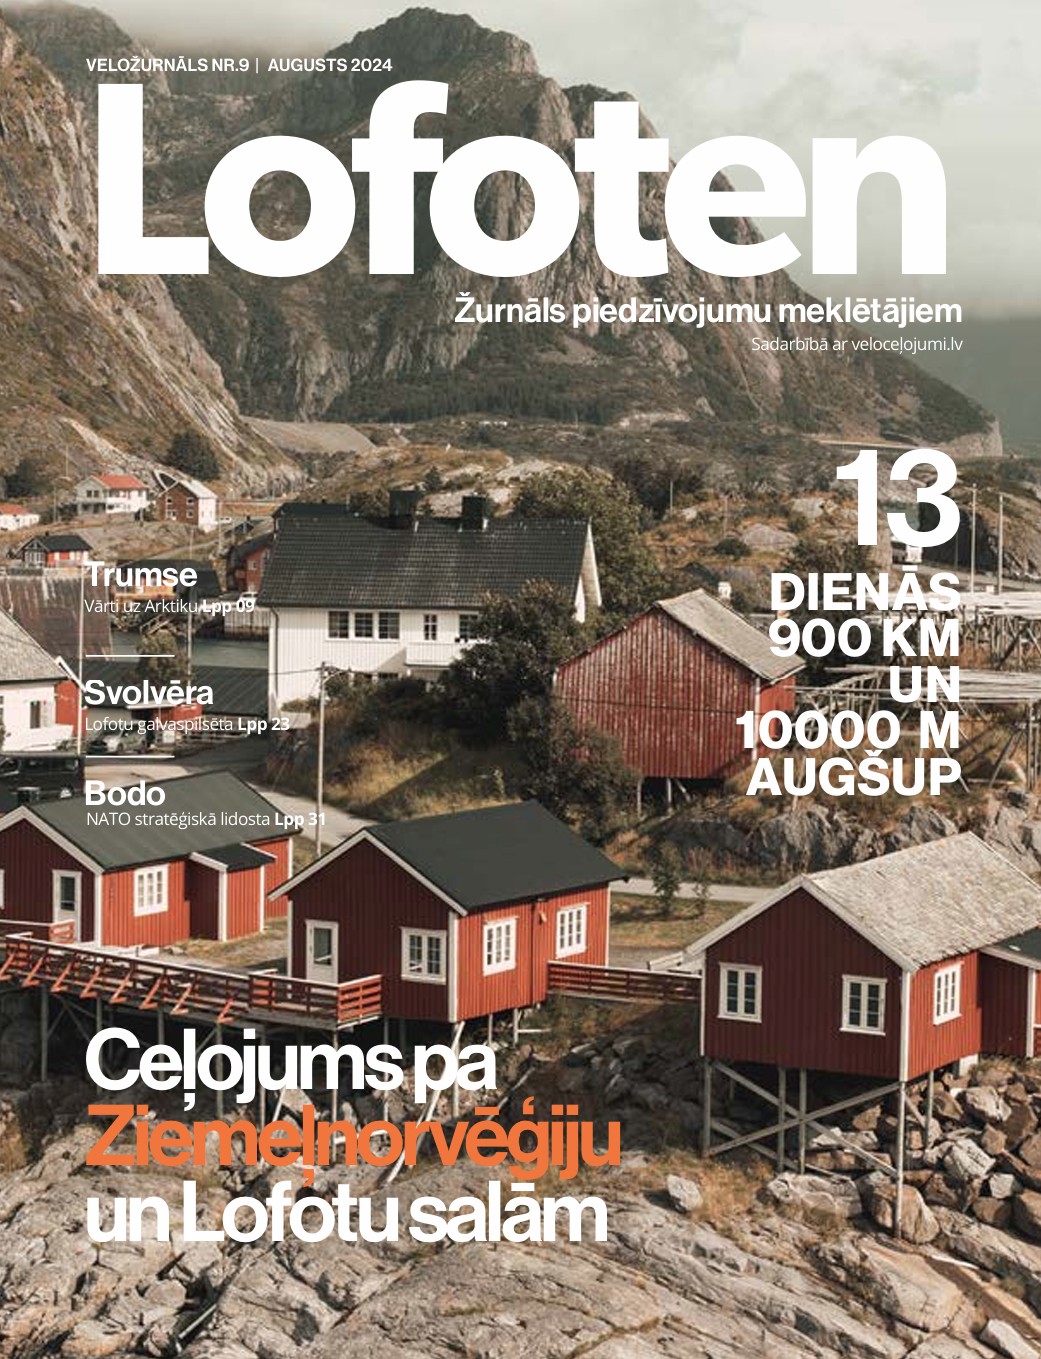 VELOŽURNĀLS NR.9 | AUGUSTS 2024
Lofoten
Žurnāls piedzīvojumu meklētājiem
Sadarbībā ar veloceļojumi.lv
13
DIENĀS
900 KM
UN
10000 M
AUGŠUP
Trumse
Vārti uz Arktiku Lpp 09
Svolvēra
Lofotu galvaspilsēta Lpp 23
Bodo
NATO stratēģiskā lidosta Lpp 31
Ceļojums pa
Ziemeļnorvēģiju
un Lofotu salām